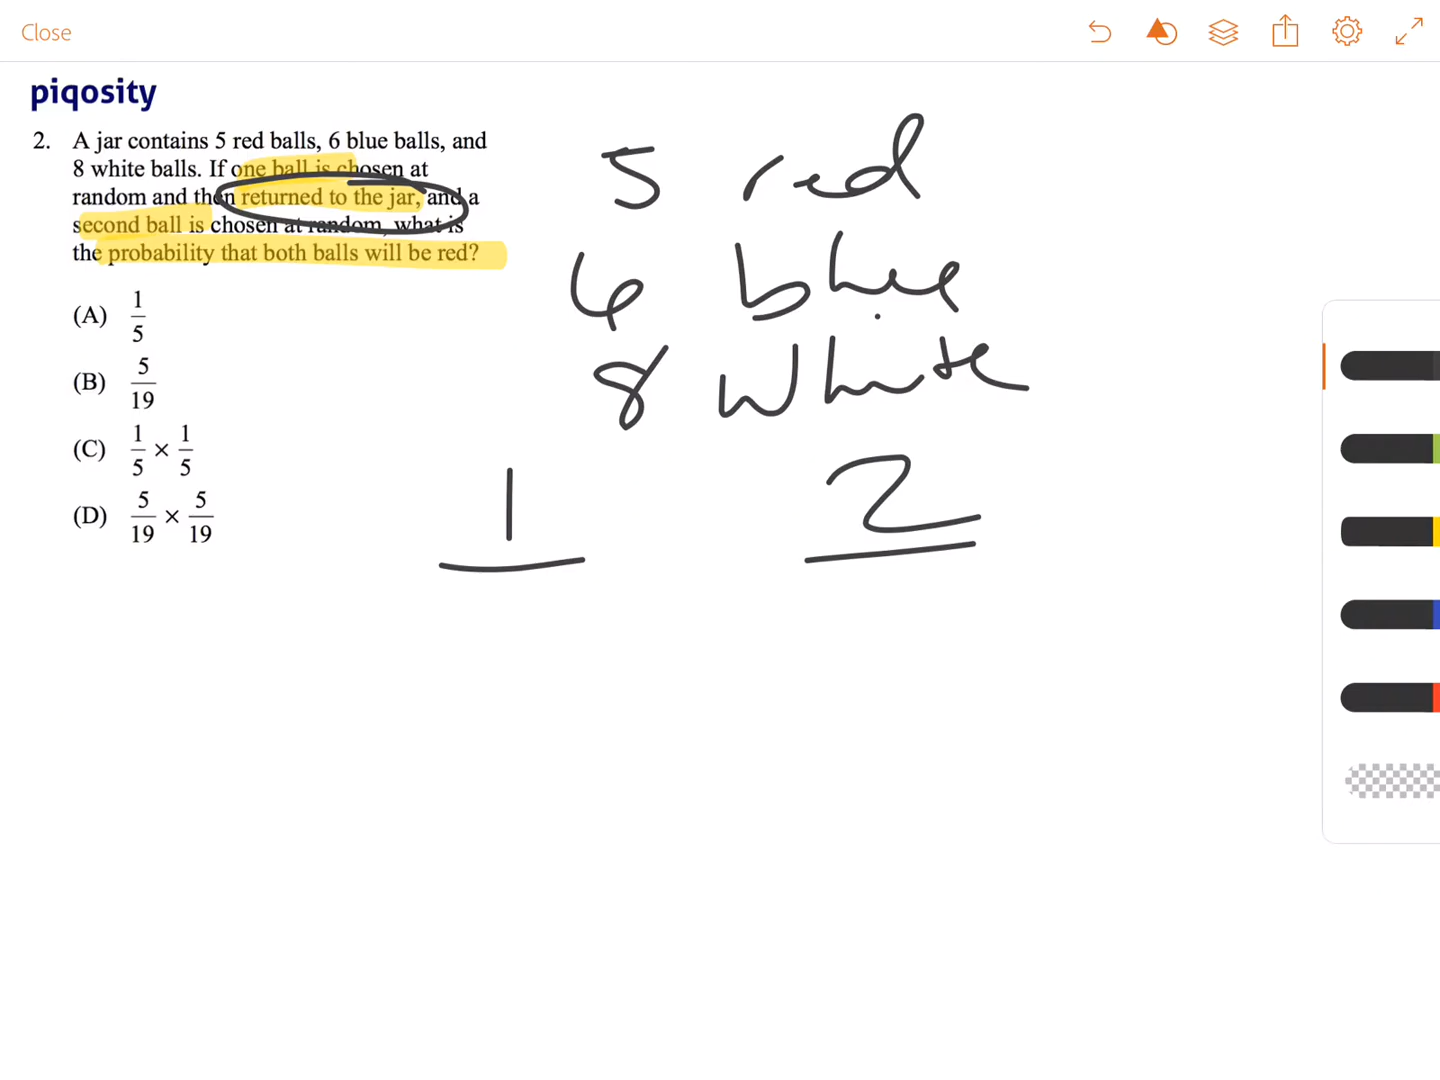 Close
piqosity
2. A jar contains 5 red balls, 6 blue balls, and
8 white balls. If one ball is chosen at
random and then returned to the jar, and a
second ball is chosen at random, what is
the probability that both balls will be red?
(A) 1/5
(B) 5/19
(C) 1/5 × 1/5
(D) 5/19 × 5/19
5 red
6 blue
8 white
1 2